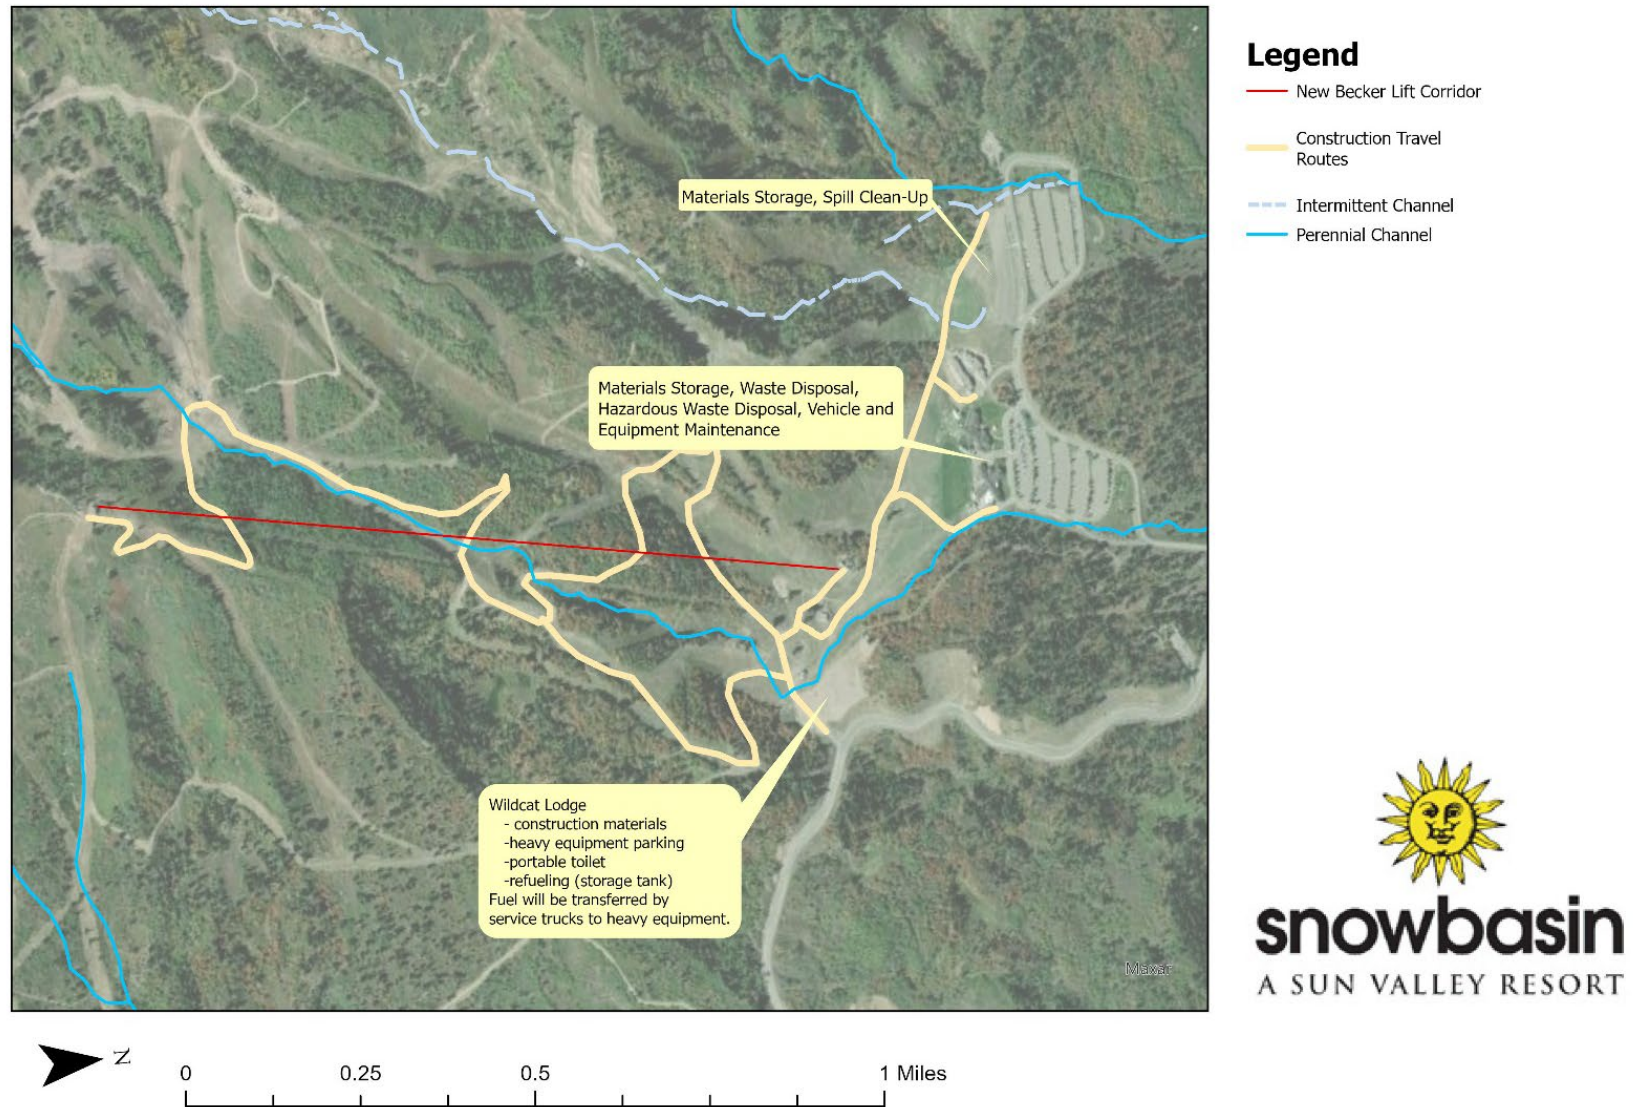 Legend
New Becker Lift Corridor
Construction Travel
Routes
Intermittent Channel
Perennial Channel
Materials Storage, Spill Clean-Up
Materials Storage, Waste Disposal,
Hazardous Waste Disposal, Vehicle and
Equipment Maintenance
Wildcat Lodge
- construction materials
-heavy equipment parking
-portable toilet
-refueling (storage tank)
Fuel will be transferred by
service trucks to heavy equipment.
Maxar
snowbasin
A SUN VALLEY RESORT
N
0 0.25 0.5 1 Miles